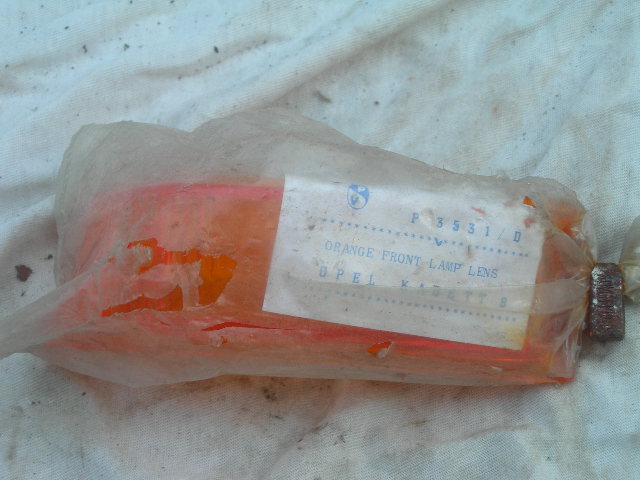 P 3531/D
ORANGE FRONT LAMP LENS
OPEL KADETT B